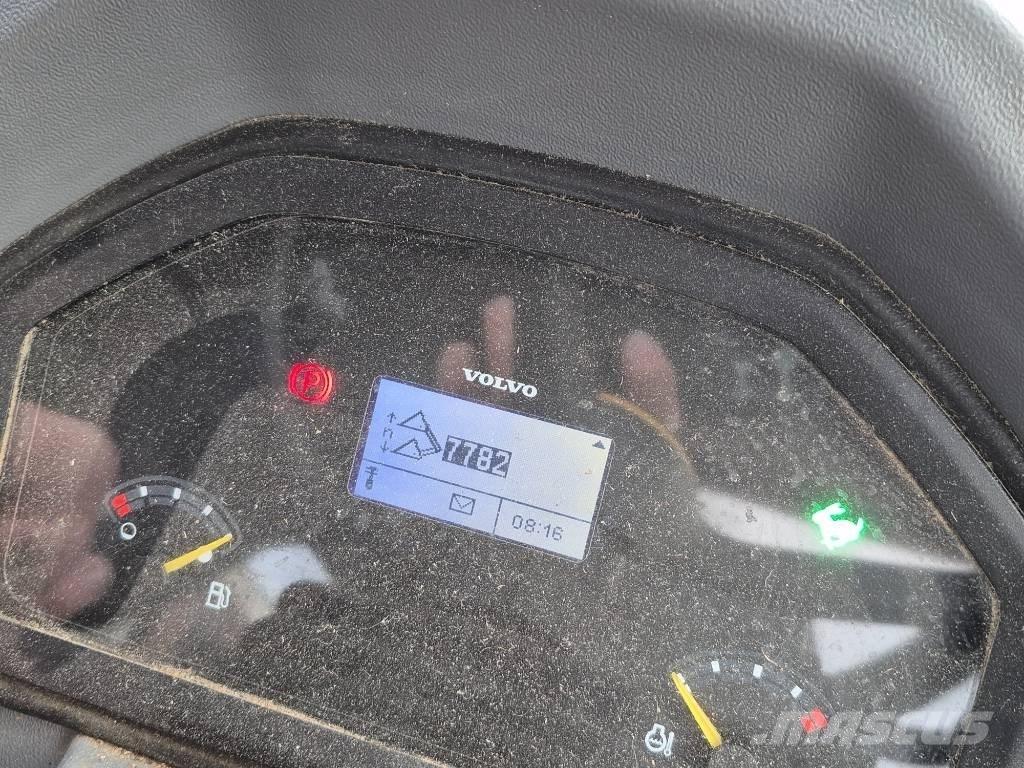 VOLVO
P
n
7782
08:16
MASCUS